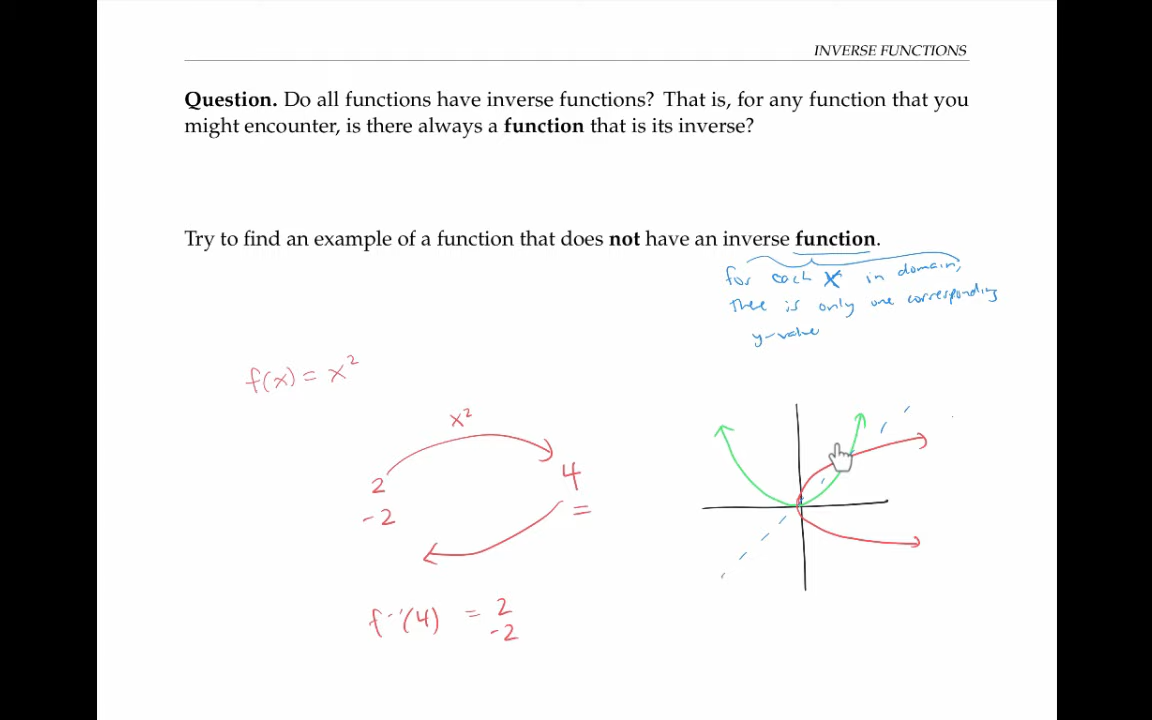 INVERSE FUNCTIONS
Question. Do all functions have inverse functions? That is, for any function that you
might encounter, is there always a function that is its inverse?
Try to find an example of a function that does not have an inverse function.
for each x in domain,
there is only one corresponding
y-value
f(x) = x²
x²
2
4
-2
=
f⁻¹(4) = 2
-2